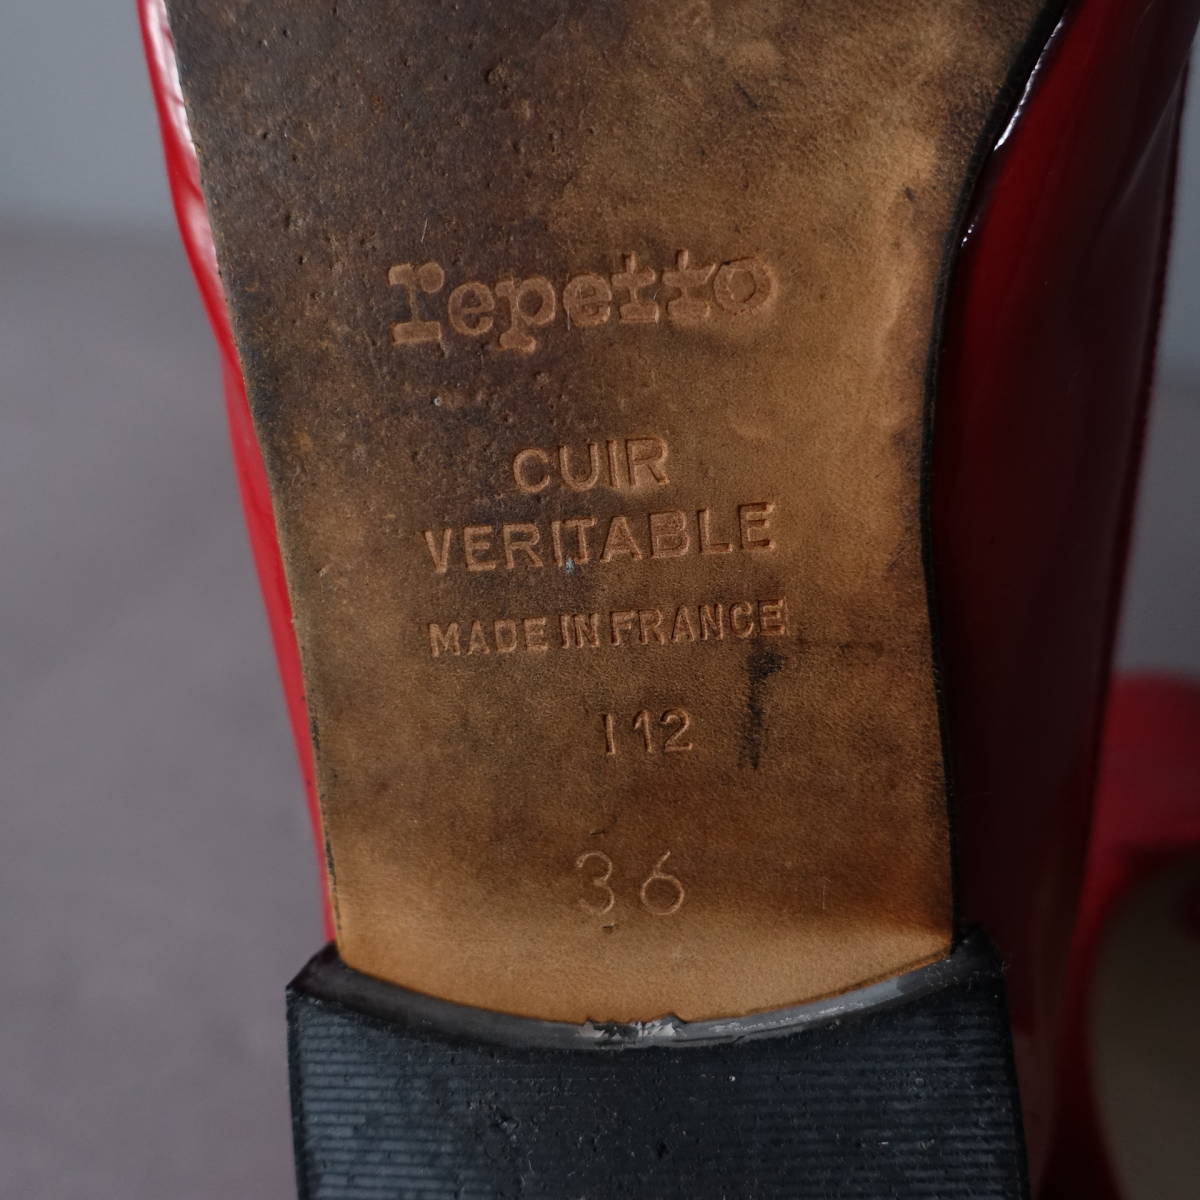 repetto
CUIR
VERITABLE
MADE IN FRANCE
112
36